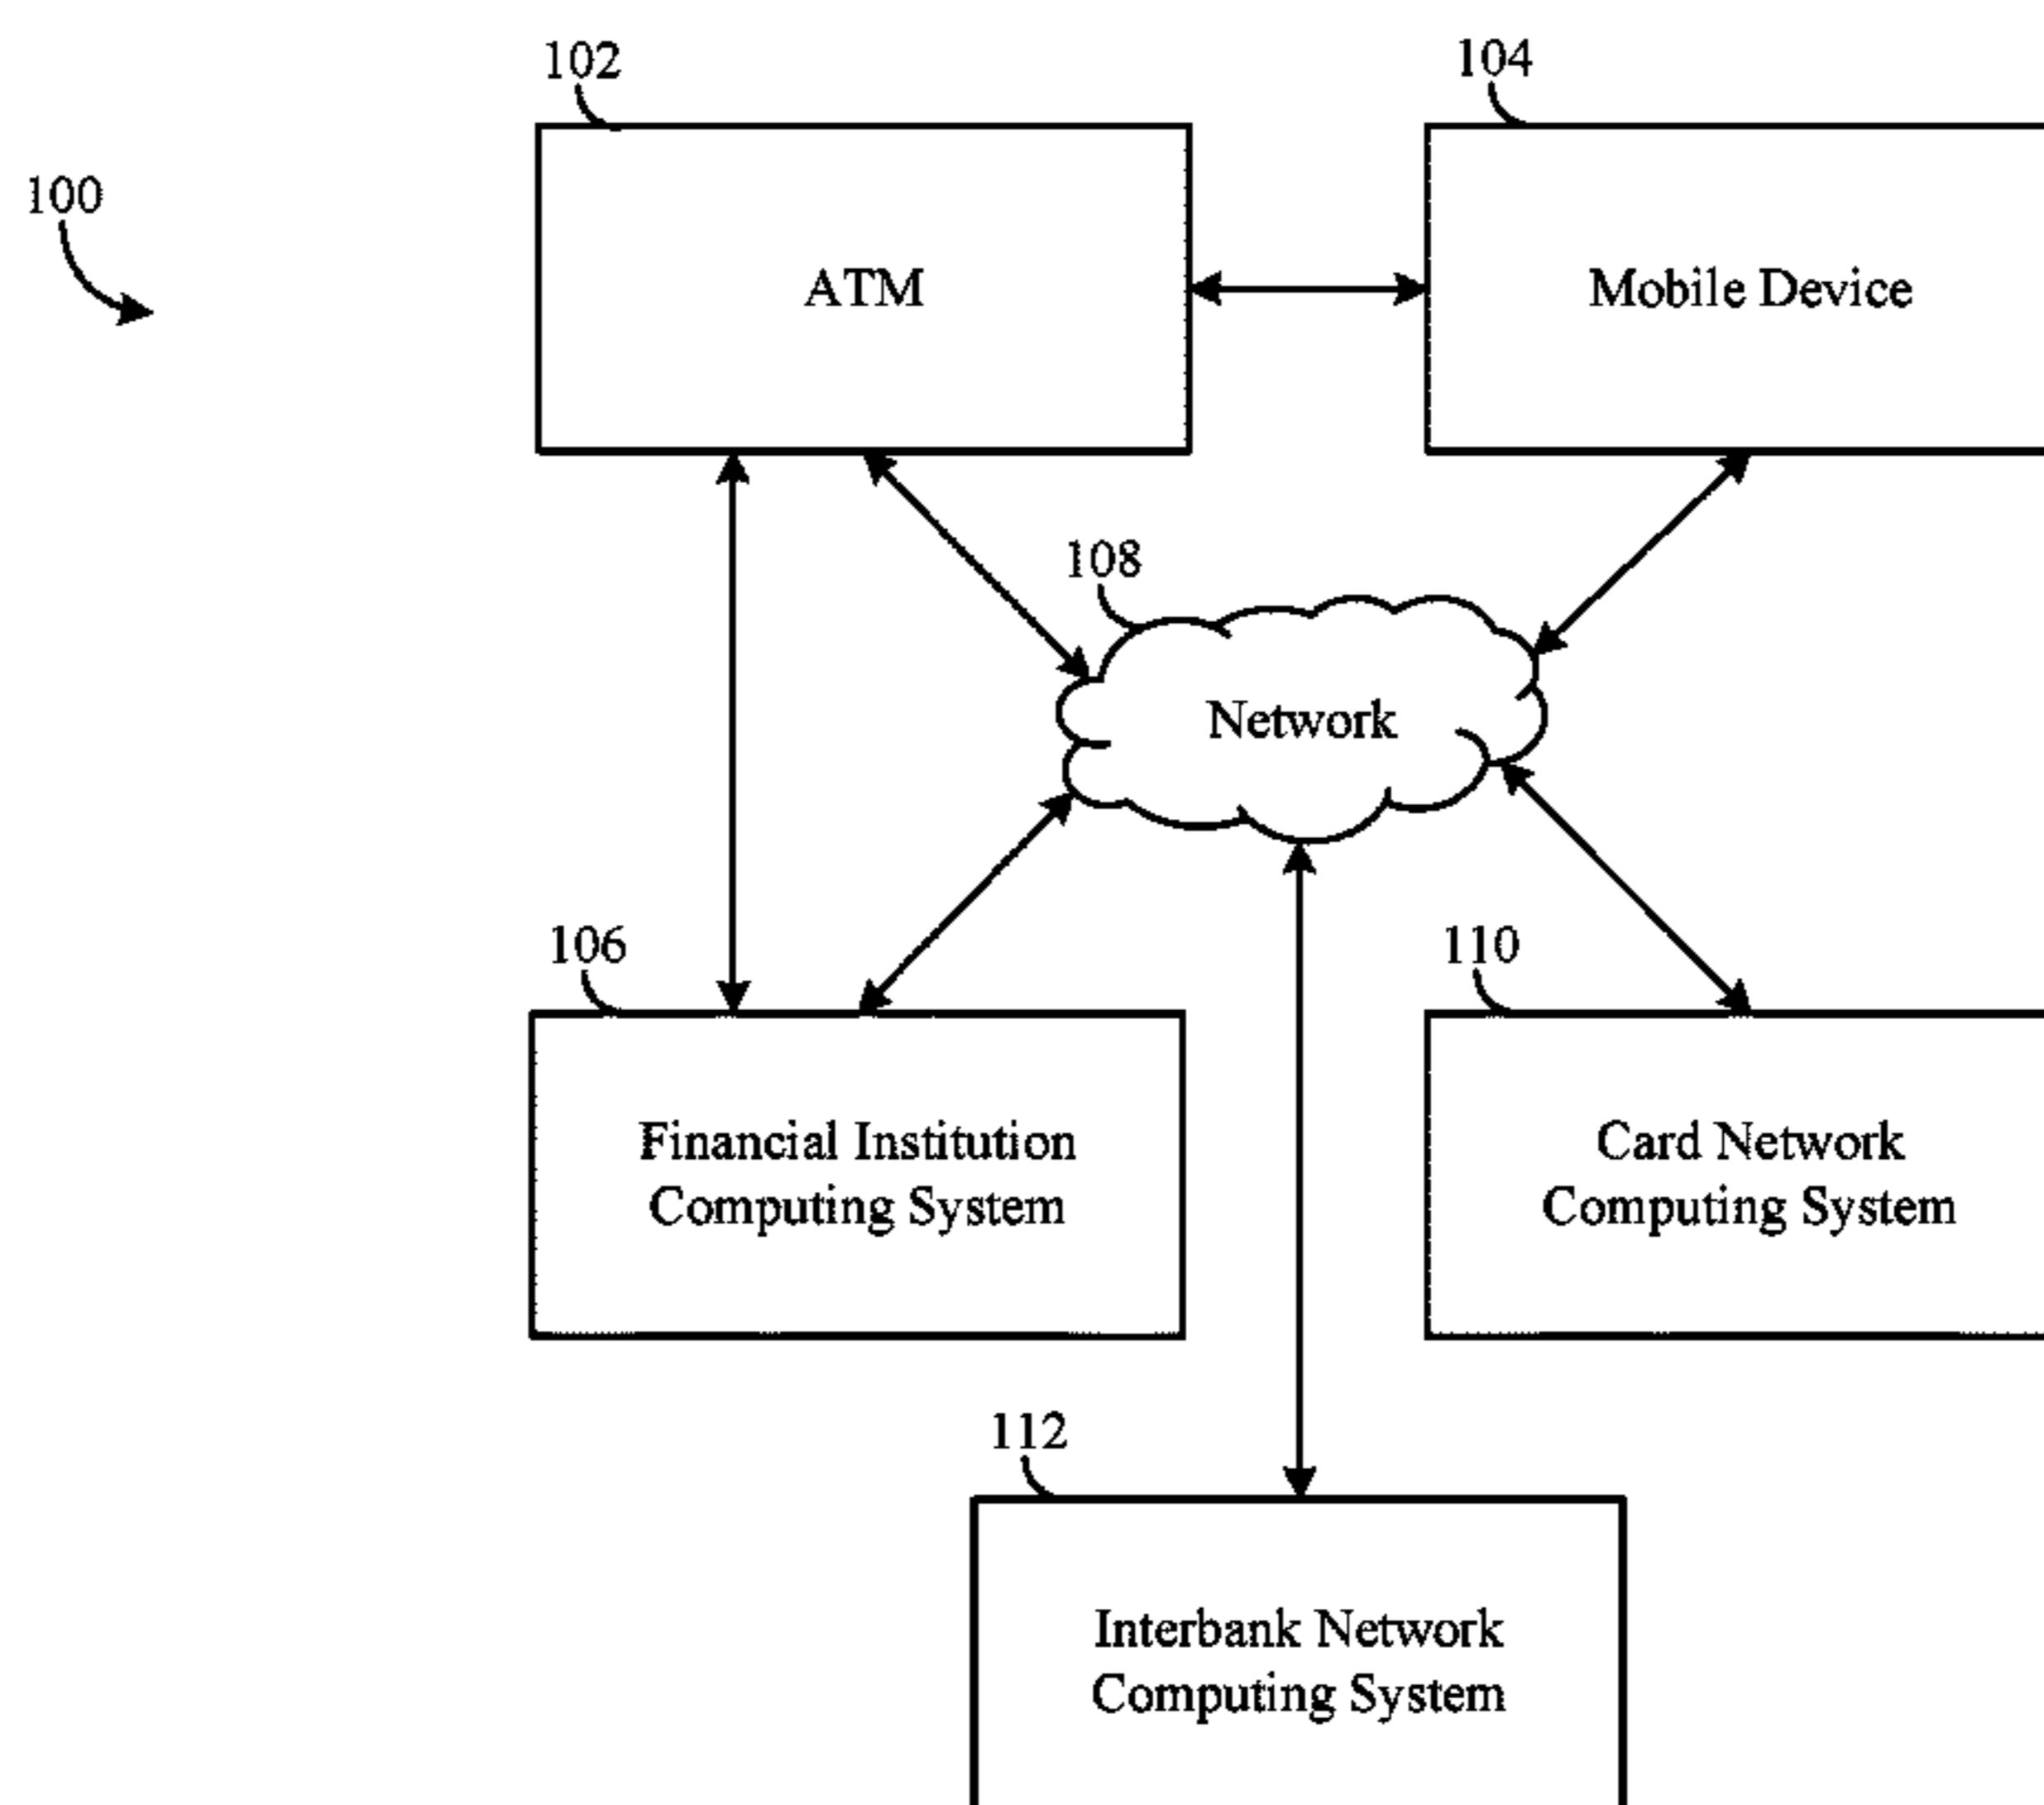 102
104
100
ATM
Mobile Device
108
Network
106
110
Financial Institution
Computing System
Card Network
Computing System
112
Interbank Network
Computing System